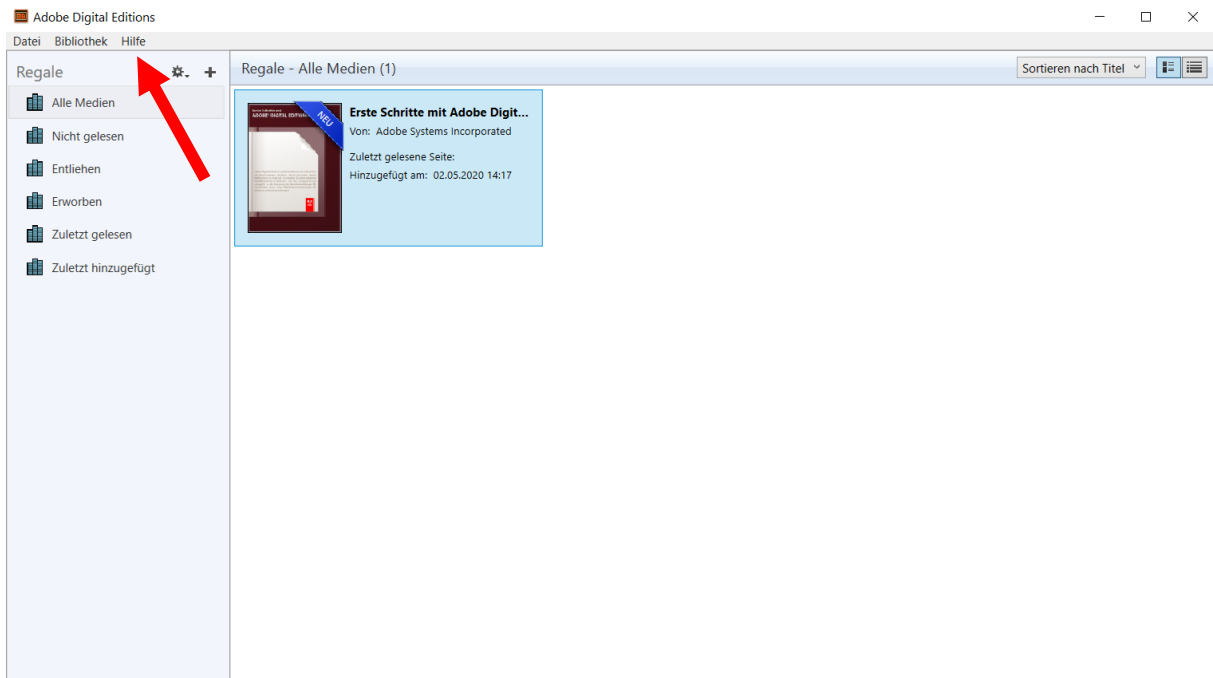 Adobe Digital Editions
Datei Bibliothek Hilfe
Regale
Alle Medien
Nicht gelesen
Entliehen
Erworben
Zuletzt gelesen
Zuletzt hinzugefügt
Regale - Alle Medien (1)
Sortieren nach Titel
NEU
Erste Schritte mit Adobe Digit...
Von: Adobe Systems Incorporated
Zuletzt gelesene Seite:
Hinzugefügt am: 02.05.2020 14:17